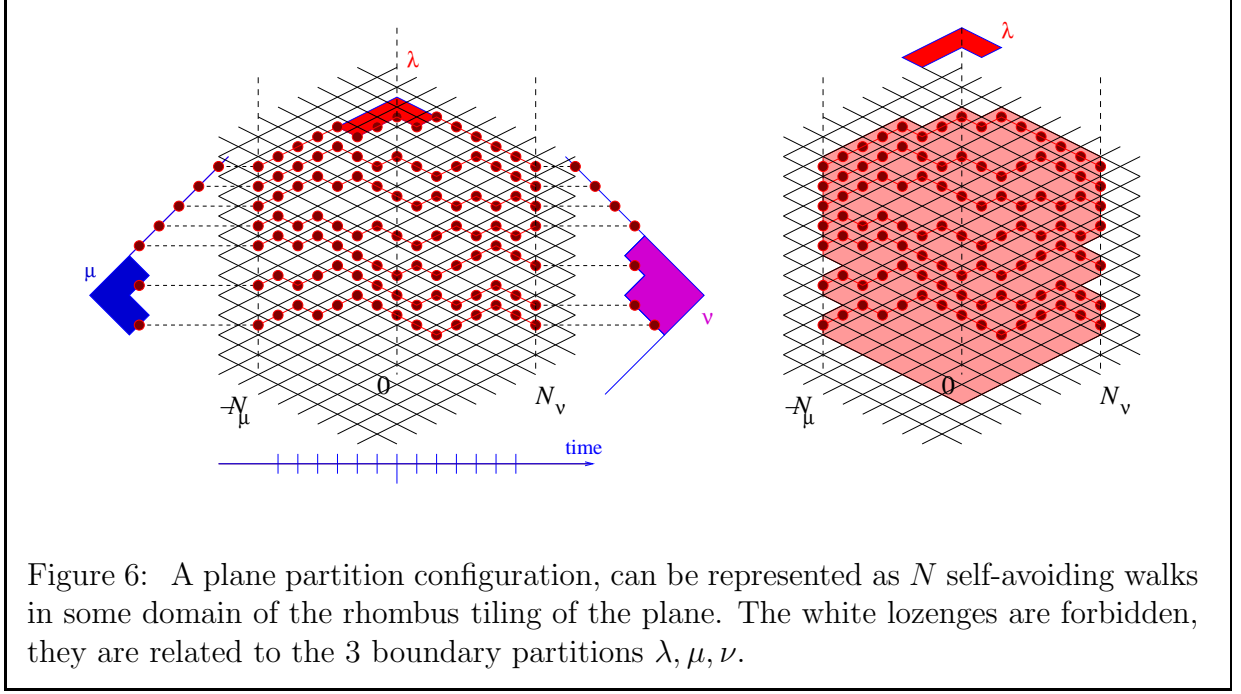 λ λ
μ
ν
0 0
–N_μ N_ν –N_μ N_ν
time
Figure 6: A plane partition configuration, can be represented as N self-avoiding walks
in some domain of the rhombus tiling of the plane. The white lozenges are forbidden,
they are related to the 3 boundary partitions λ, μ, ν.